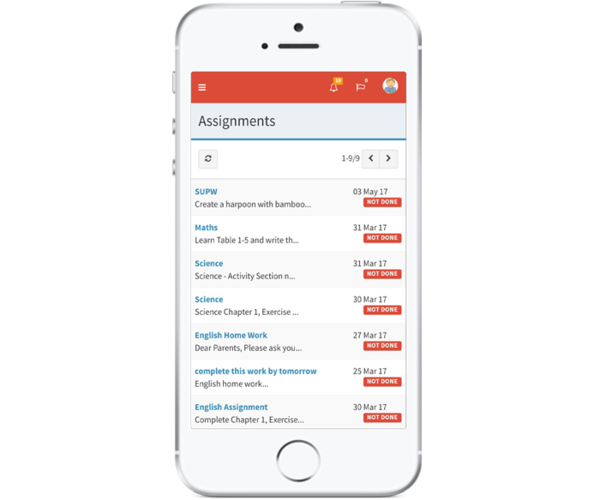 10
0
Assignments
1-9/9
SUPW 03 May 17
Create a harpoon with bamboo... NOT DONE
Maths 31 Mar 17
Learn Table 1-5 and write th... NOT DONE
Science 31 Mar 17
Science - Activity Section n... NOT DONE
Science 30 Mar 17
Science Chapter 1, Exercise ... NOT DONE
English Home Work 27 Mar 17
Dear Parents, Please ask you... NOT DONE
complete this work by tomorrow 25 Mar 17
English home work... NOT DONE
English Assignment 30 Mar 17
Complete Chapter 1, Exercise... NOT DONE